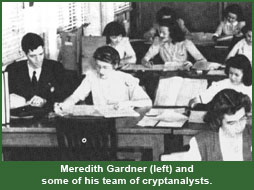 Meredith Gardner (left) and
some of his team of cryptanalysts.